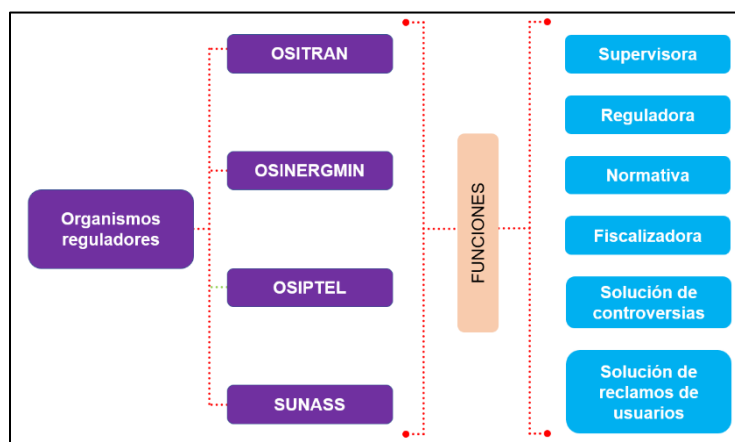 Organismos
reguladores
OSITRAN
OSINERGMIN
OSIPTEL
SUNASS
FUNCIONES
Supervisora
Reguladora
Normativa
Fiscalizadora
Solución de
controversias
Solución de
reclamos de
usuarios